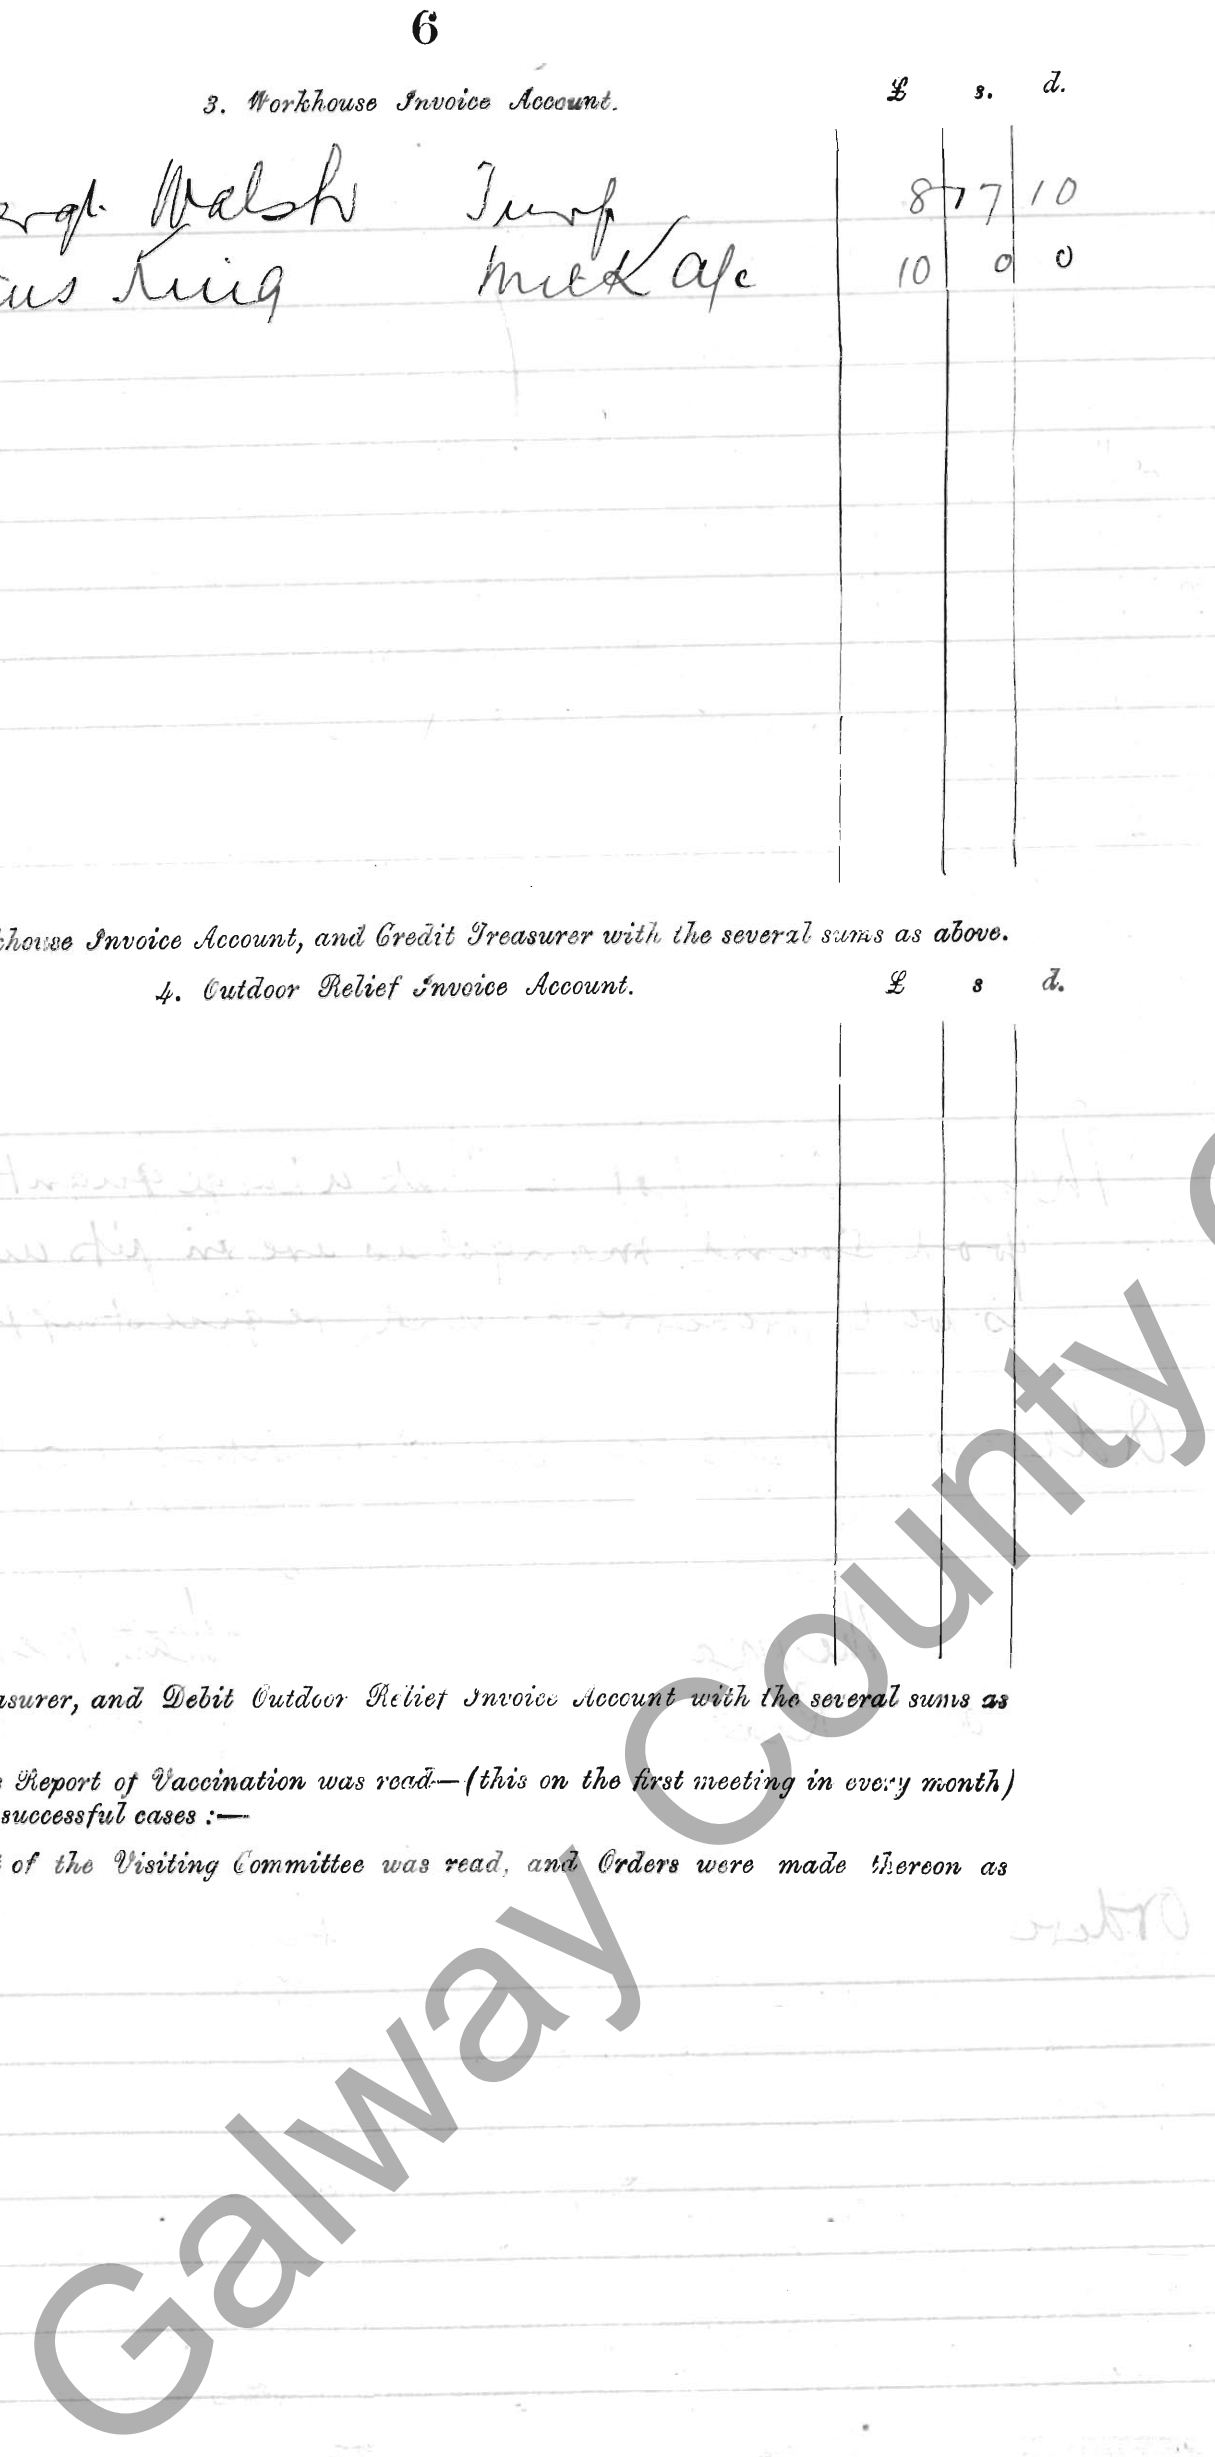 6
3. Workhouse Invoice Account. £ s. d.
Walsh Turf 8 17 10
King Milk a/c 10 0 0
khouse Invoice Account, and Credit Treasurer with the several sums as above.
4. Outdoor Relief Invoice Account. £ s d.
asurer, and Debit Outdoor Relief Invoice Account with the several sums as
Report of Vaccination was read—(this on the first meeting in every month)
successful cases :—
of the Visiting Committee was read, and Orders were made thereon as
Galway County